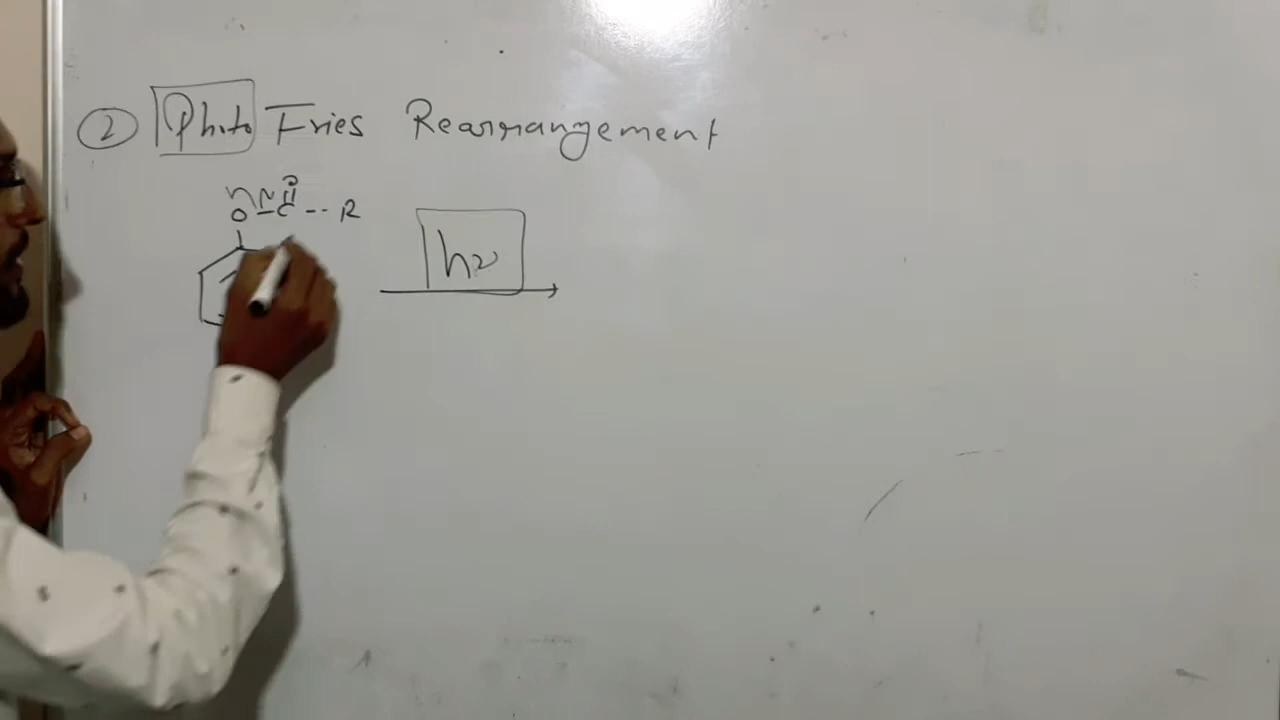 2 Photo Fries Rearrangement
O
O - C -- R
hν